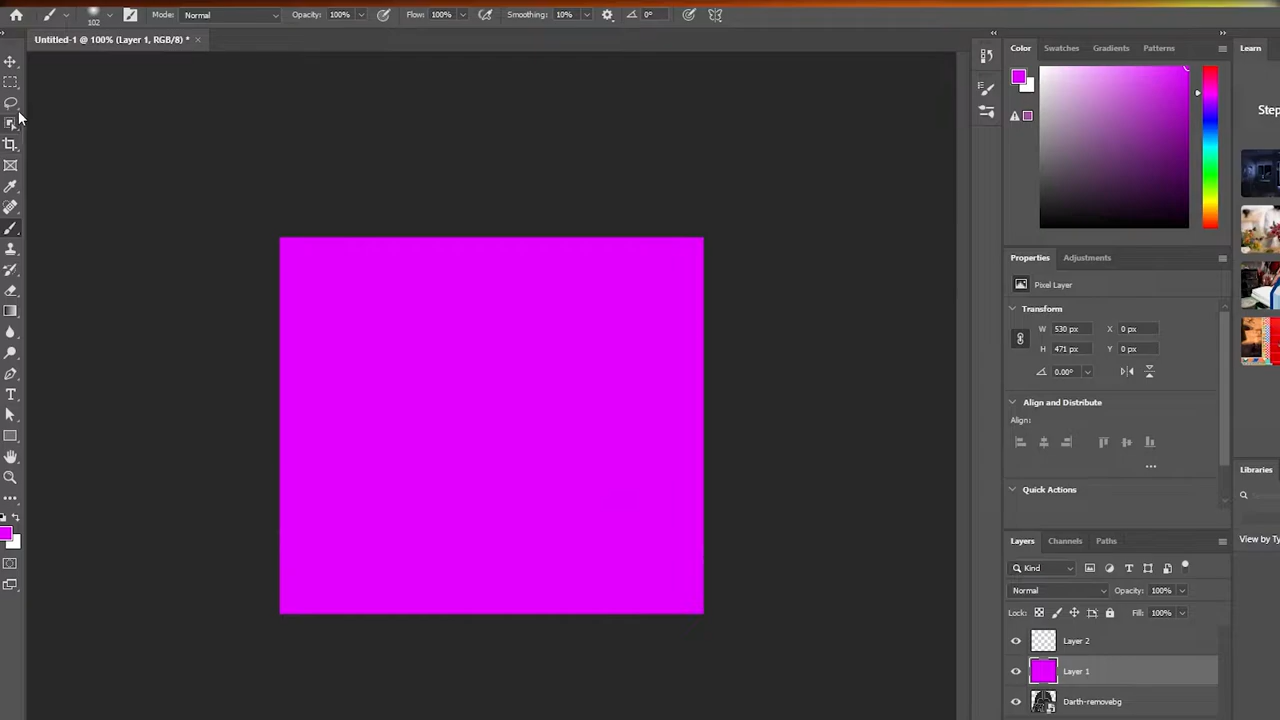 102 Mode: Normal Opacity: 100% Flow: 100% Smoothing: 10% 0°
Untitled-1 @ 100% (Layer 1, RGB/8) *
Color Swatches Gradients Patterns Learn
Step
Properties Adjustments
Pixel Layer
Transform
W 530 px X 0 px
H 471 px Y 0 px
0.00°
Align and Distribute
Align:
Libraries
Quick Actions
View by Ty
Layers Channels Paths
Kind
Normal Opacity: 100%
Lock: Fill: 100%
Layer 2
Layer 1
Darth-removebg